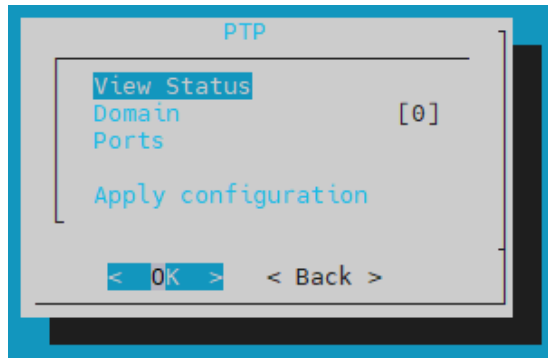 PTP
View Status
Domain [0]
Ports
Apply configuration
< OK > < Back >